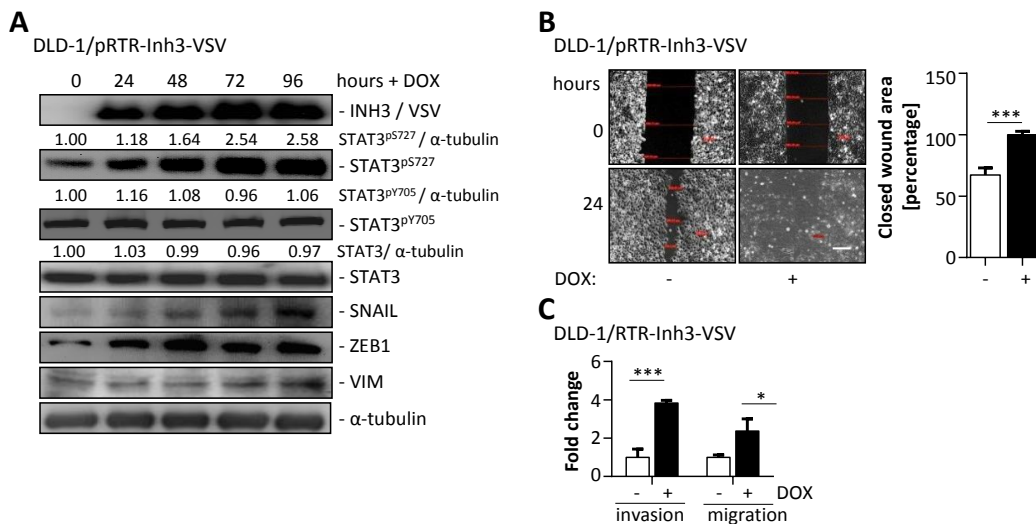 A
DLD-1/pRTR-Inh3-VSV
0 24 48 72 96 hours + DOX
- INH3 / VSV
1.00 1.18 1.64 2.54 2.58 STAT3pS727/ α-tubulin
- STAT3pS727
1.00 1.16 1.08 0.96 1.06 STAT3pY705/ α-tubulin
- STAT3pY705
1.00 1.03 0.99 0.96 0.97 STAT3/ α-tubulin
- STAT3
- SNAIL
- ZEB1
- VIM
- α-tubulin
B
DLD-1/pRTR-Inh3-VSV
hours
0
24
DOX: - +
Closed wound area
[percentage]
150
100
50
0
***
- +
C
DLD-1/RTR-Inh3-VSV
Fold change
6
4
2
0
***
*
- + - + DOX
invasion migration